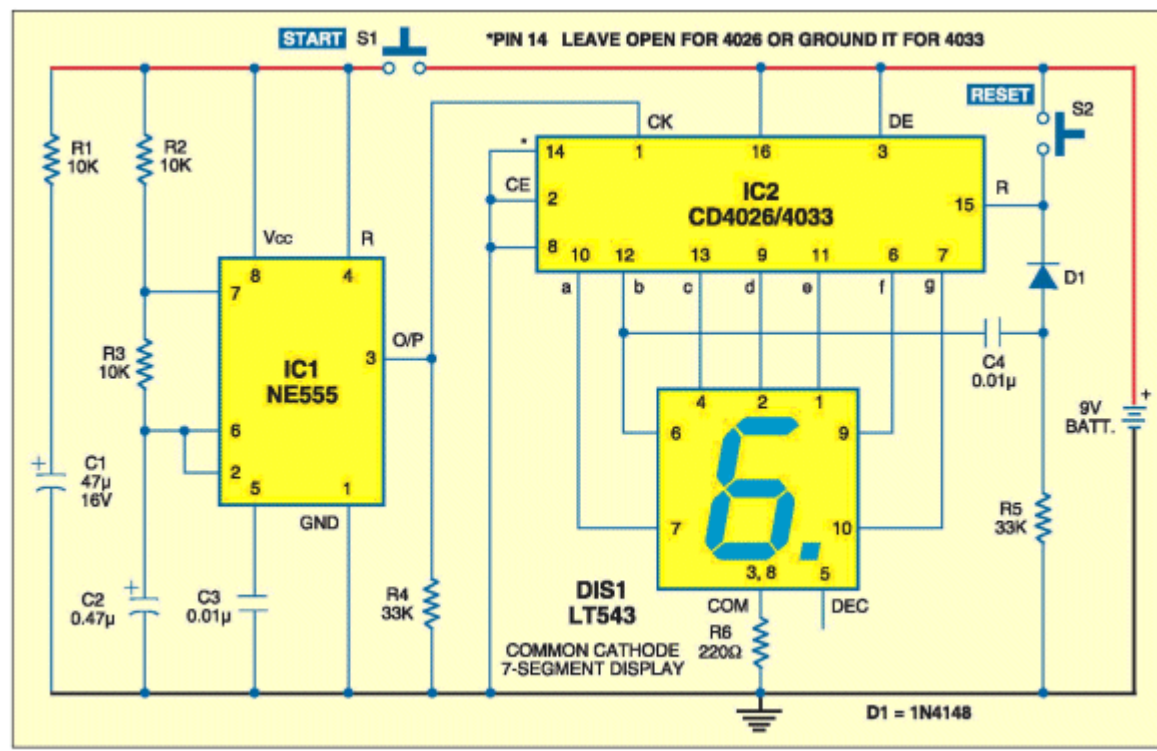 START S1
*PIN 14 LEAVE OPEN FOR 4026 OR GROUND IT FOR 4033
RESET
S2
R1
10K
R2
10K
Vcc
R
8
4
7
R3
10K
O/P
3
IC1
NE555
6
2
5
1
GND
C1
47µ
16V
C2
0.47µ
C3
0.01µ
R4
33K
CK
DE
*
14
1
16
3
CE
2
IC2
CD4026/4033
15
R
8
10
12
13
9
11
6
7
a
b
c
d
e
f
g
D1
C4
0.01µ
4
2
1
6
9
7
10
6.
3, 8
5
DIS1
LT543
COM
DEC
COMMON CATHODE
7-SEGMENT DISPLAY
R6
220Ω
+
9V
BATT.
R5
33K
D1 = 1N4148